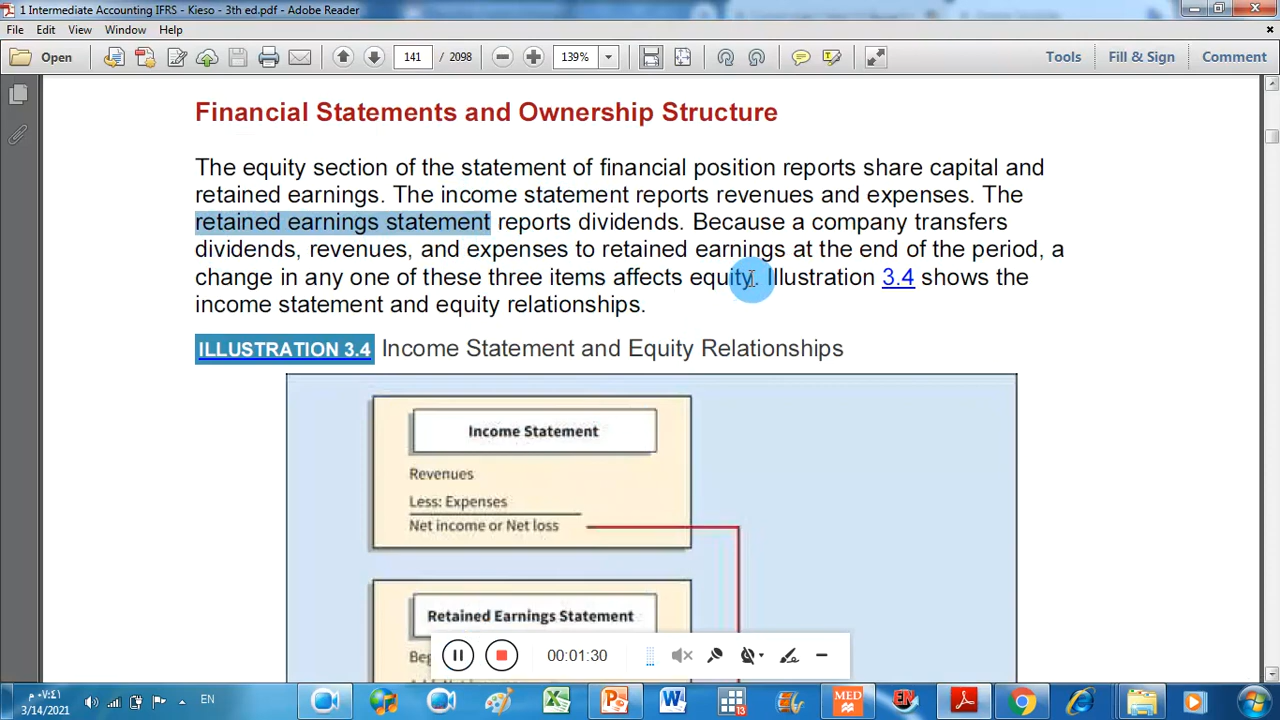 1 Intermediate Accounting IFRS - Kieso - 3th ed.pdf - Adobe Reader
File Edit View Window Help
Open 141 / 2098 139% Tools Fill & Sign Comment
Financial Statements and Ownership Structure
The equity section of the statement of financial position reports share capital and
retained earnings. The income statement reports revenues and expenses. The
retained earnings statement reports dividends. Because a company transfers
dividends, revenues, and expenses to retained earnings at the end of the period, a
change in any one of these three items affects equity. Illustration 3.4 shows the
income statement and equity relationships.
ILLUSTRATION 3.4 Income Statement and Equity Relationships
Income Statement
Revenues
Less: Expenses
Net income or Net loss
Retained Earnings Statement
00:01:30
٠٧:٤١ م
EN
MED
13
3/14/2021